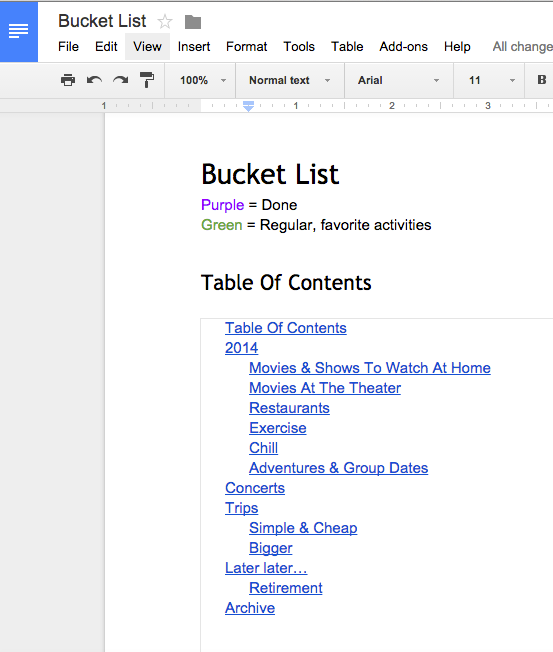 Bucket List
File Edit View Insert Format Tools Table Add-ons Help All change
100% Normal text Arial 11 B
1 1 2 3
Bucket List
Purple = Done
Green = Regular, favorite activities
Table Of Contents
Table Of Contents
2014
Movies & Shows To Watch At Home
Movies At The Theater
Restaurants
Exercise
Chill
Adventures & Group Dates
Concerts
Trips
Simple & Cheap
Bigger
Later later…
Retirement
Archive